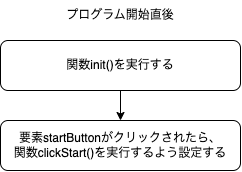 プログラム開始直後
関数init()を実行する
要素startButtonがクリックされたら、
関数clickStart()を実行するよう設定する